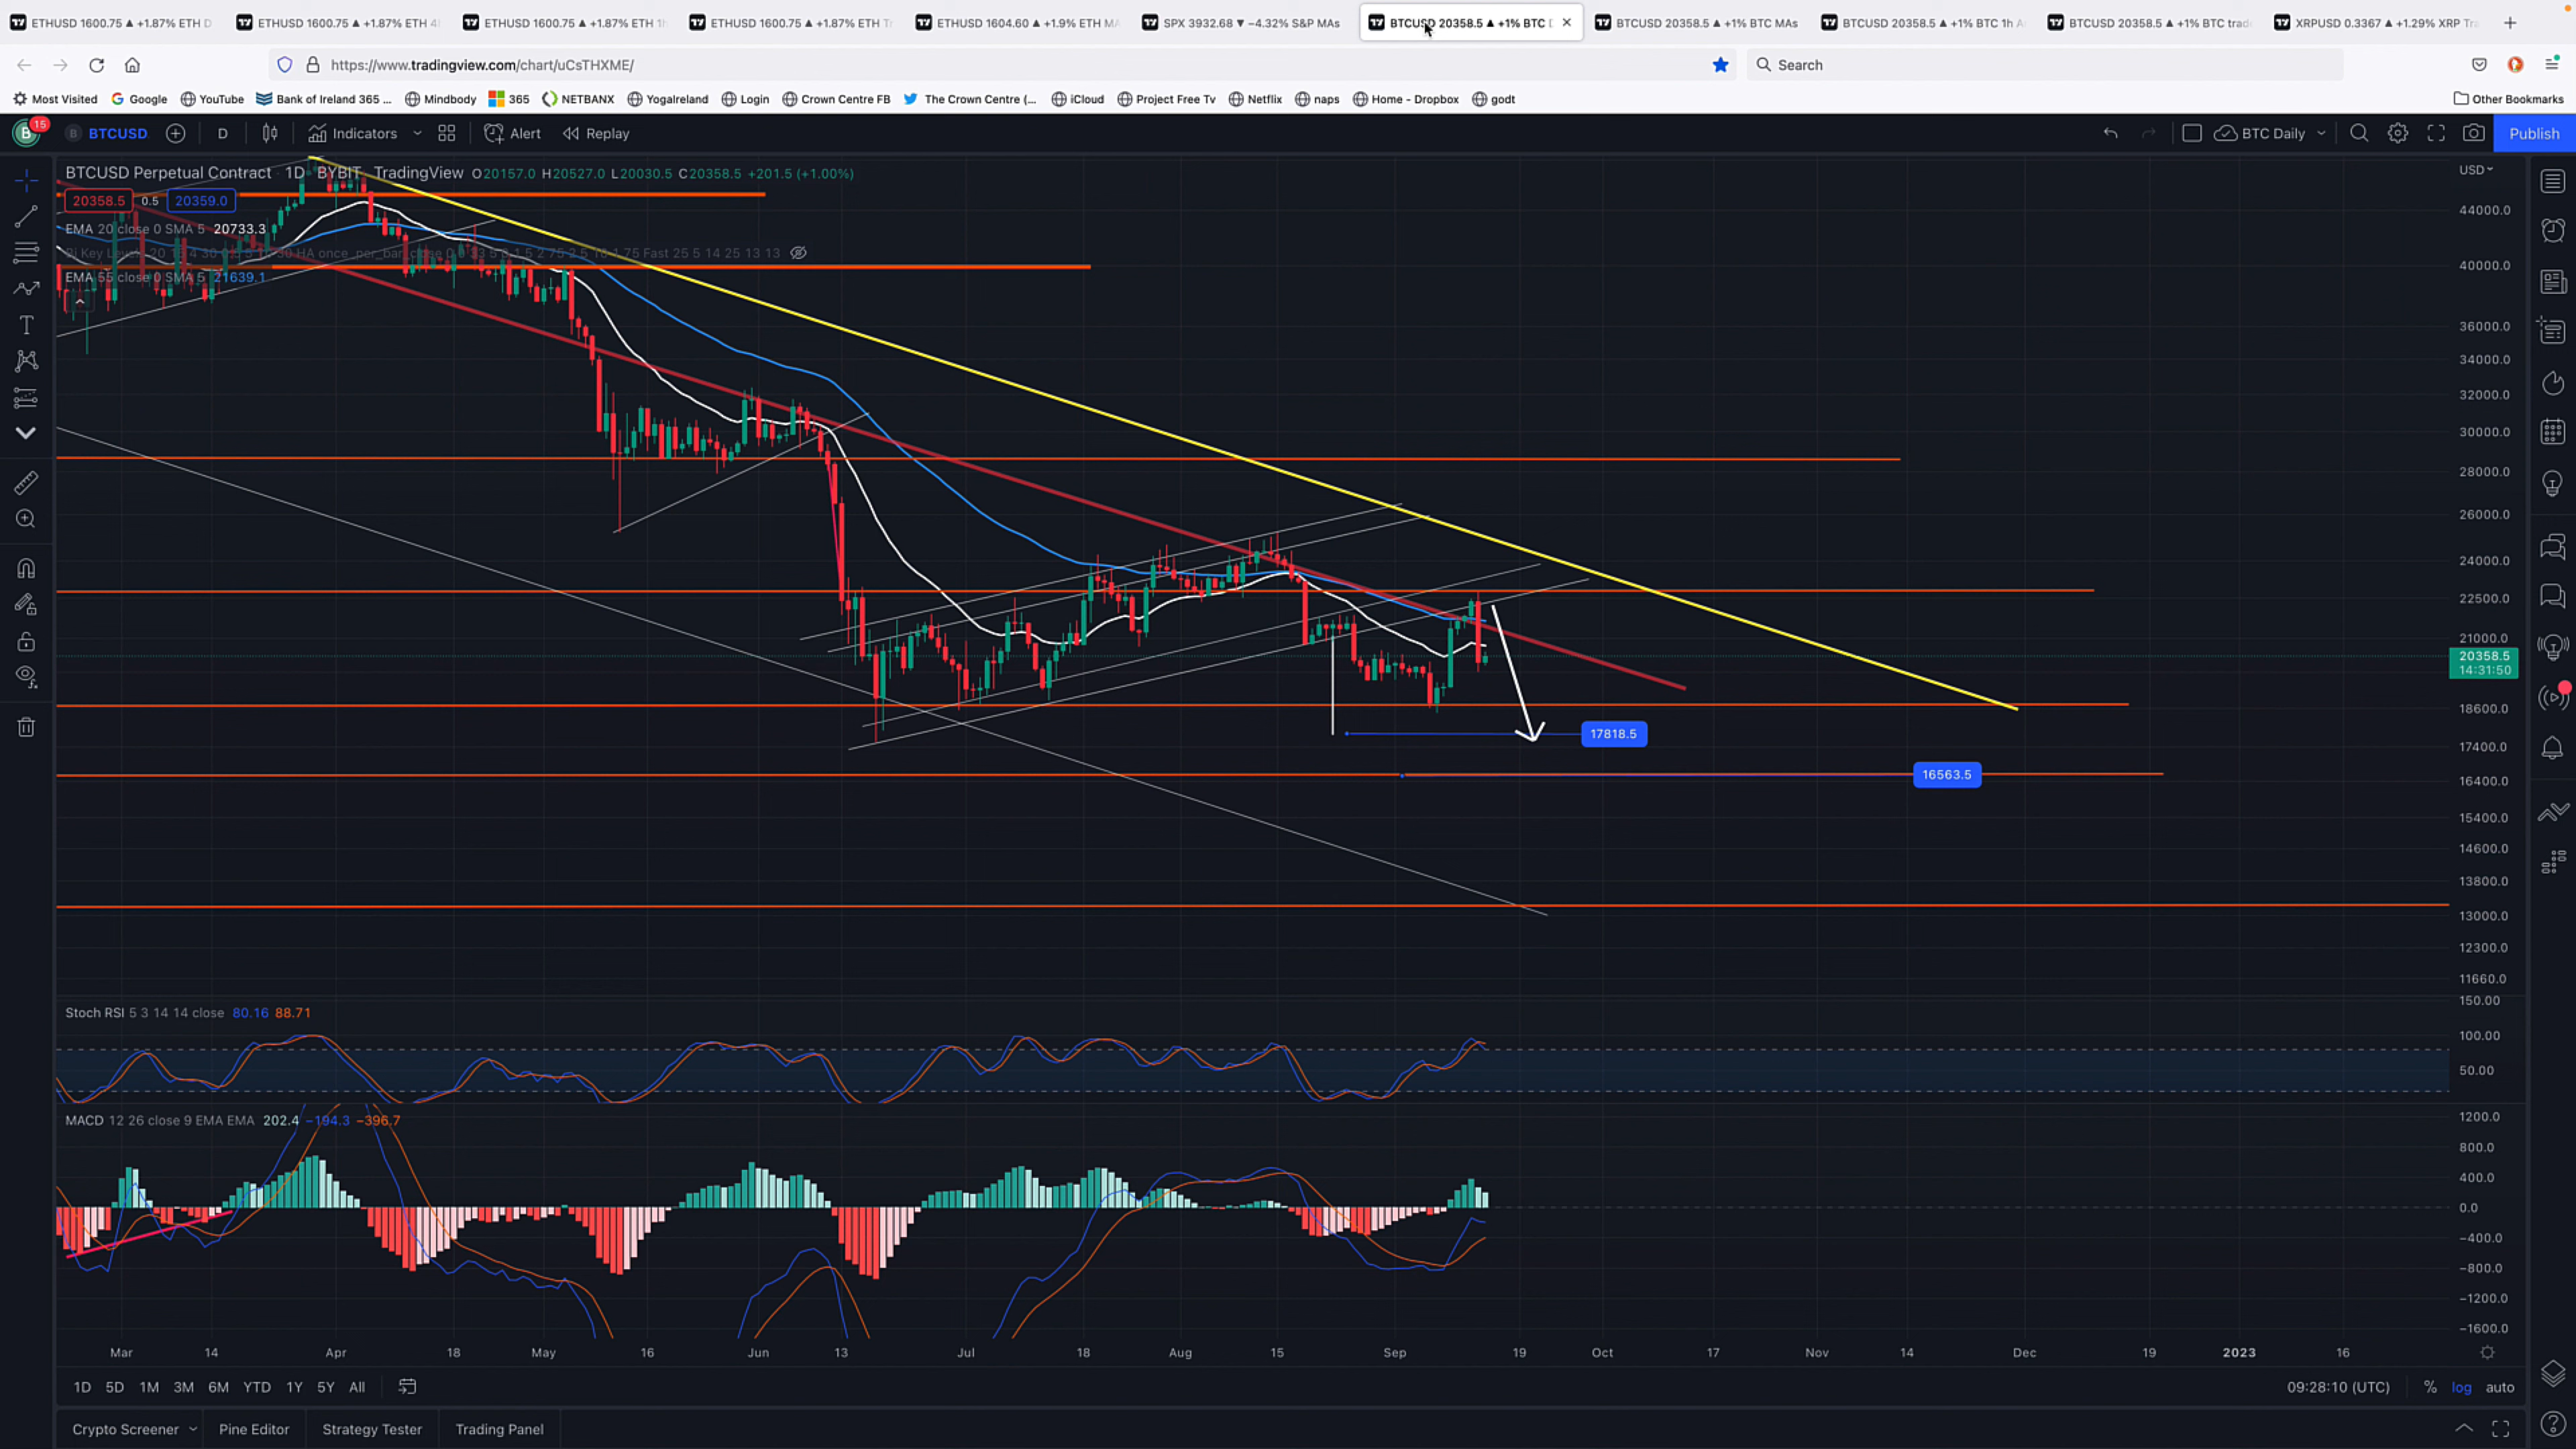 ETHUSD 1600.75 ▲ +1.87% ETH D
ETHUSD 1600.75 ▲ +1.87% ETH 4
ETHUSD 1600.75 ▲ +1.87% ETH 1h
ETHUSD 1600.75 ▲ +1.87% ETH Tr
ETHUSD 1604.60 ▲ +1.9% ETH MA
SPX 3932.68 ▼ −4.32% S&P MAs
BTCUSD 20358.5 ▲ +1% BTC D
BTCUSD 20358.5 ▲ +1% BTC MAs
BTCUSD 20358.5 ▲ +1% BTC 1h
BTCUSD 20358.5 ▲ +1% BTC trad
XRPUSD 0.3367 ▲ +1.29% XRP Tra
https://www.tradingview.com/chart/uCsTHXME/
Search
Most Visited
Google
YouTube
Bank of Ireland 365 ...
Mindbody
365
NETBANX
YogaIreland
Login
Crown Centre FB
The Crown Centre (...
iCloud
Project Free Tv
Netflix
naps
Home - Dropbox
godt
Other Bookmarks
B 15
B BTCUSD
D
Indicators
Alert
Replay
BTC Daily
Publish
BTCUSD Perpetual Contract 1D BYBIT TradingView O20157.0 H20527.0 L20030.5 C20358.5 +201.5 (+1.00%)
20358.5 0.5 20359.0
EMA 20 close 0 SMA 5 20733.3
EMA 55 close 0 SMA 5 21639.1
USD
44000.0
40000.0
36000.0
34000.0
32000.0
30000.0
28000.0
26000.0
24000.0
22500.0
21000.0
20358.5
14:31:50
18600.0
17400.0
16400.0
15400.0
14600.0
13800.0
13000.0
12300.0
11660.0
17818.5
16563.5
Stoch RSI 5 3 14 14 close 80.16 88.71
150.00
100.00
50.00
MACD 12 26 close 9 EMA EMA 202.4 −194.3 −396.7
1200.0
800.0
400.0
0.0
−400.0
−800.0
−1200.0
−1600.0
Mar 14 Apr 18 May 16 Jun 13 Jul 18 Aug 15 Sep 19 Oct 17 Nov 14 Dec 19 2023 16
1D 5D 1M 3M 6M YTD 1Y 5Y All
09:28:10 (UTC) % log auto
Crypto Screener
Pine Editor
Strategy Tester
Trading Panel